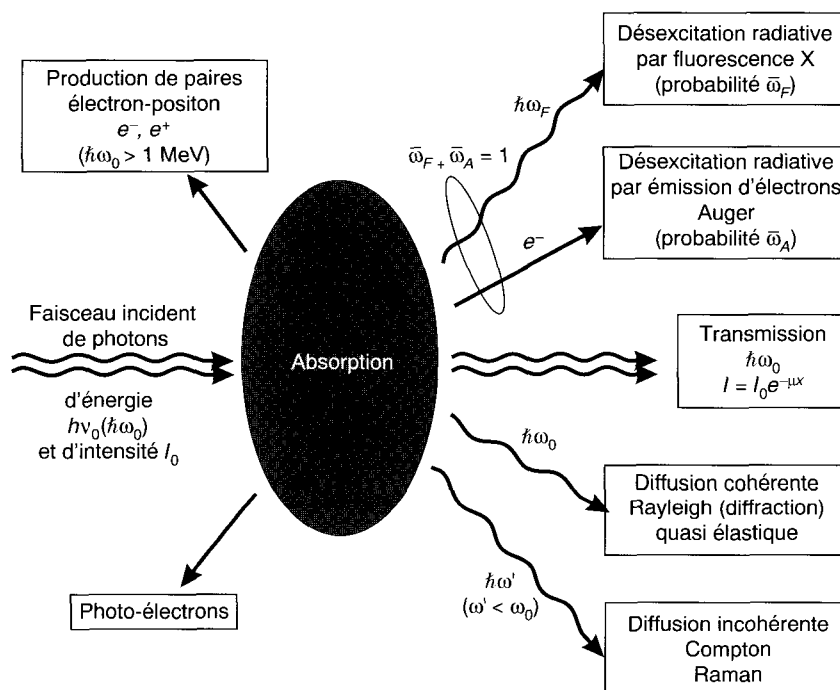 Production de paires
électron-positon
e⁻, e⁺
(ℏω₀ > 1 MeV)
Désexcitation radiative
par fluorescence X
(probabilité ω̅_F)
ℏω_F
ω̅_F + ω̅_A = 1
Désexcitation radiative
par émission d'électrons
Auger
(probabilité ω̅_A)
e⁻
Faisceau incident
de photons
d'énergie
hν₀(ℏω₀)
et d'intensité I₀
Absorption
Transmission
ℏω₀
I = I₀e^{−μx}
ℏω₀
Diffusion cohérente
Rayleigh (diffraction)
quasi élastique
Photo-électrons
ℏω'
(ω' < ω₀)
Diffusion incohérente
Compton
Raman